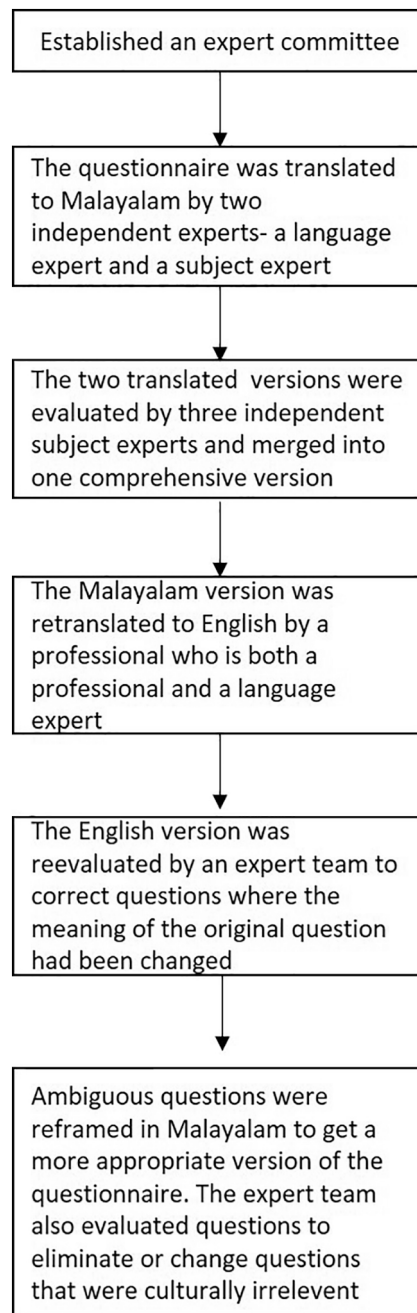 Established an expert committee
The questionnaire was translated
to Malayalam by two
independent experts- a language
expert and a subject expert
The two translated versions were
evaluated by three independent
subject experts and merged into
one comprehensive version
The Malayalam version was
retranslated to English by a
professional who is both a
professional and a language
expert
The English version was
reevaluated by an expert team to
correct questions where the
meaning of the original question
had been changed
Ambiguous questions were
reframed in Malayalam to get a
more appropriate version of the
questionnaire. The expert team
also evaluated questions to
eliminate or change questions
that were culturally irrelevent